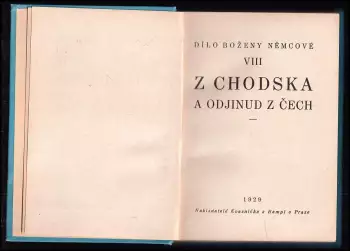 DÍLO BOŽENY NĚMCOVÉ
VIII
Z CHODSKA
A ODJINUD Z ČECH
1929
Nakladatelé Kvasnička a Hampl v Praze